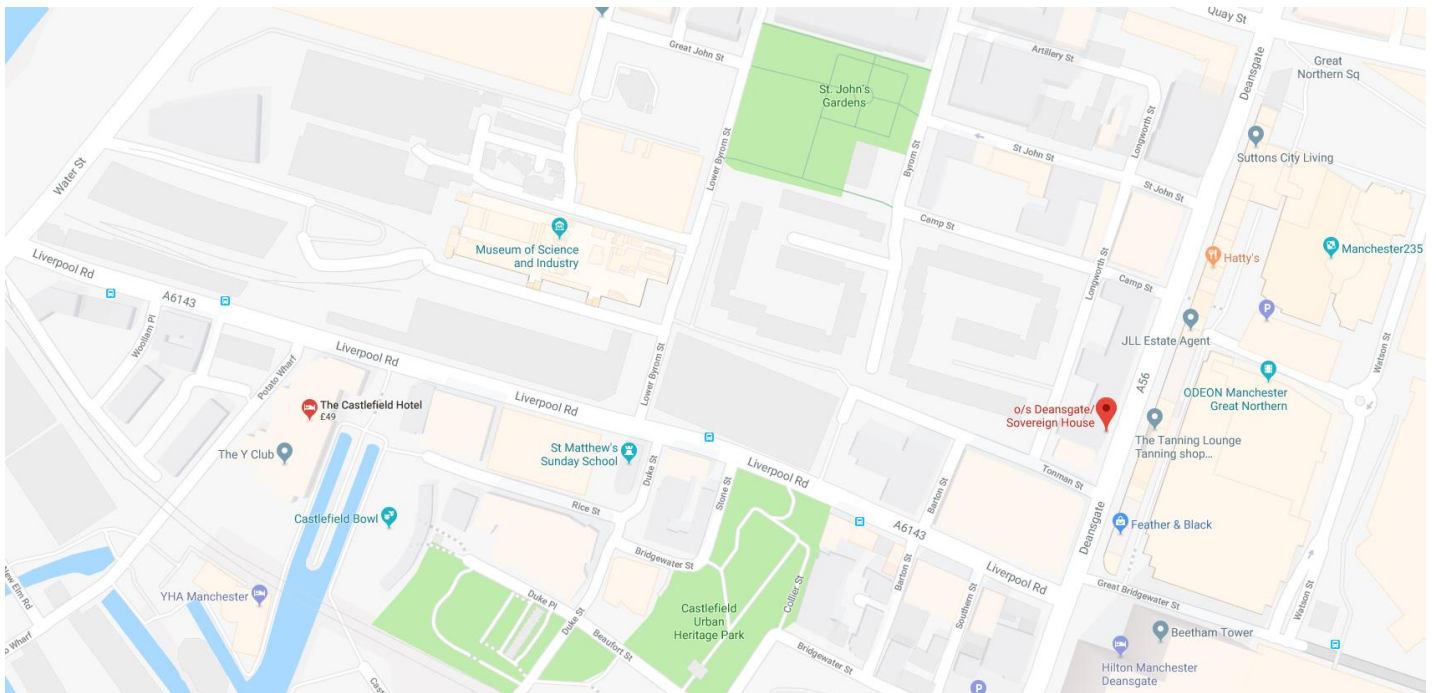 Quay St
Great John St
Artillery St
Deansgate
Great
Northern Sq
St. John's
Gardens
Longworth St
Suttons City Living
St John St
Water St
Lower Byrom St
Byrom St
St John St
Camp St
Museum of Science
and Industry
Manchester235
Hatty's
Liverpool Rd
Longworth St
Camp St
A6143
P
JLL Estate Agent
Woollam Pl
Liverpool Rd
Lower Byrom St
A56
Watson St
Potato Wharf
ODEON Manchester
Great Northern
The Castlefield Hotel
£49
Liverpool Rd
o/s Deansgate/
Sovereign House
The Tanning Lounge
Tanning shop...
The Y Club
St Matthew's
Sunday School
Duke St
Liverpool Rd
Tonman St
Stone St
Barton St
Castlefield Bowl
Rice St
A6143
Deansgate
Feather & Black
Bridgewater St
Liverpool Rd
New Elm Rd
YHA Manchester
Duke Pl
Duke St
Collier St
Barton St
Southern St
Great Bridgewater St
Watson St
Castlefield
Urban
Heritage Park
Beaufort St
Beetham Tower
Bridgewater St
Hilton Manchester
Deansgate
P